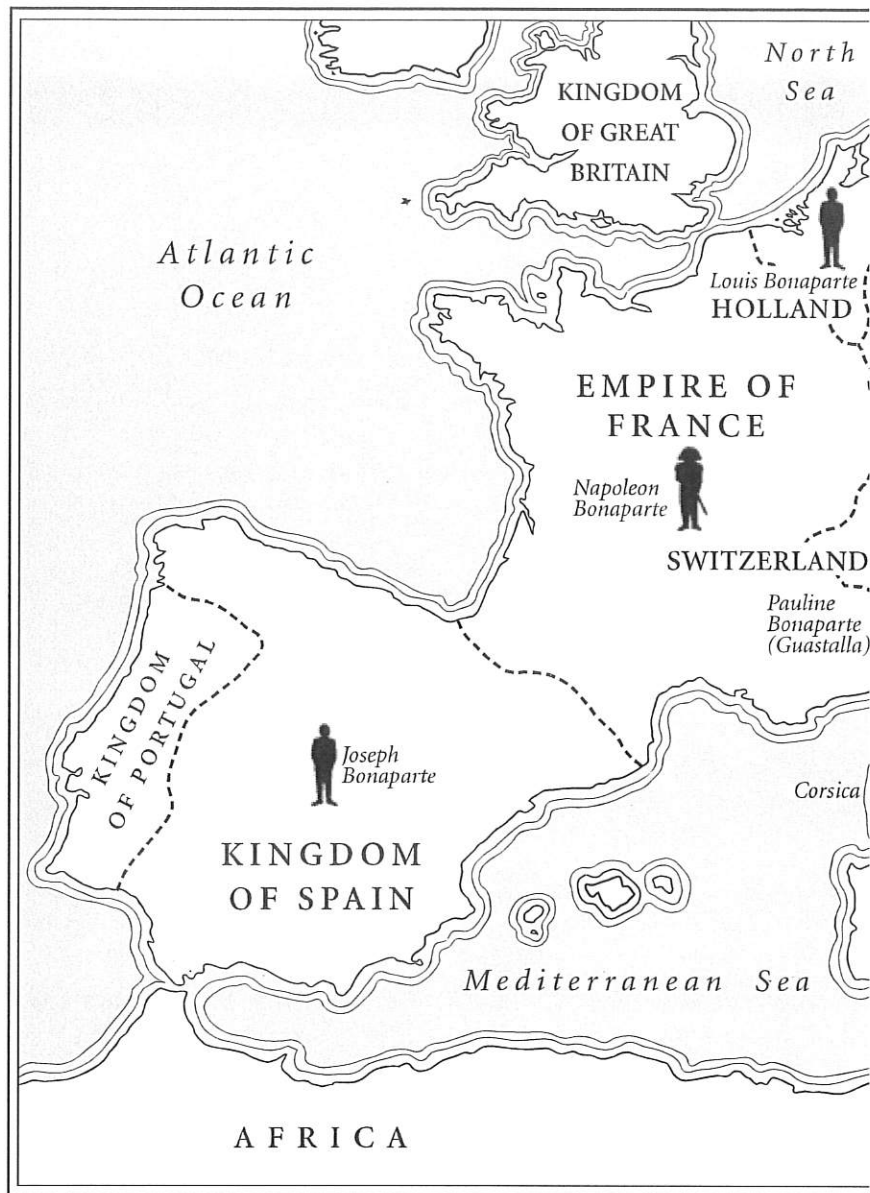 North
Sea
KINGDOM
OF GREAT
BRITAIN
Atlantic
Ocean
Louis Bonaparte
HOLLAND
EMPIRE OF
FRANCE
Napoleon
Bonaparte
SWITZERLAND
Pauline
Bonaparte
(Guastalla)
KINGDOM
OF PORTUGAL
Joseph
Bonaparte
Corsica
KINGDOM
OF SPAIN
Mediterranean Sea
AFRICA